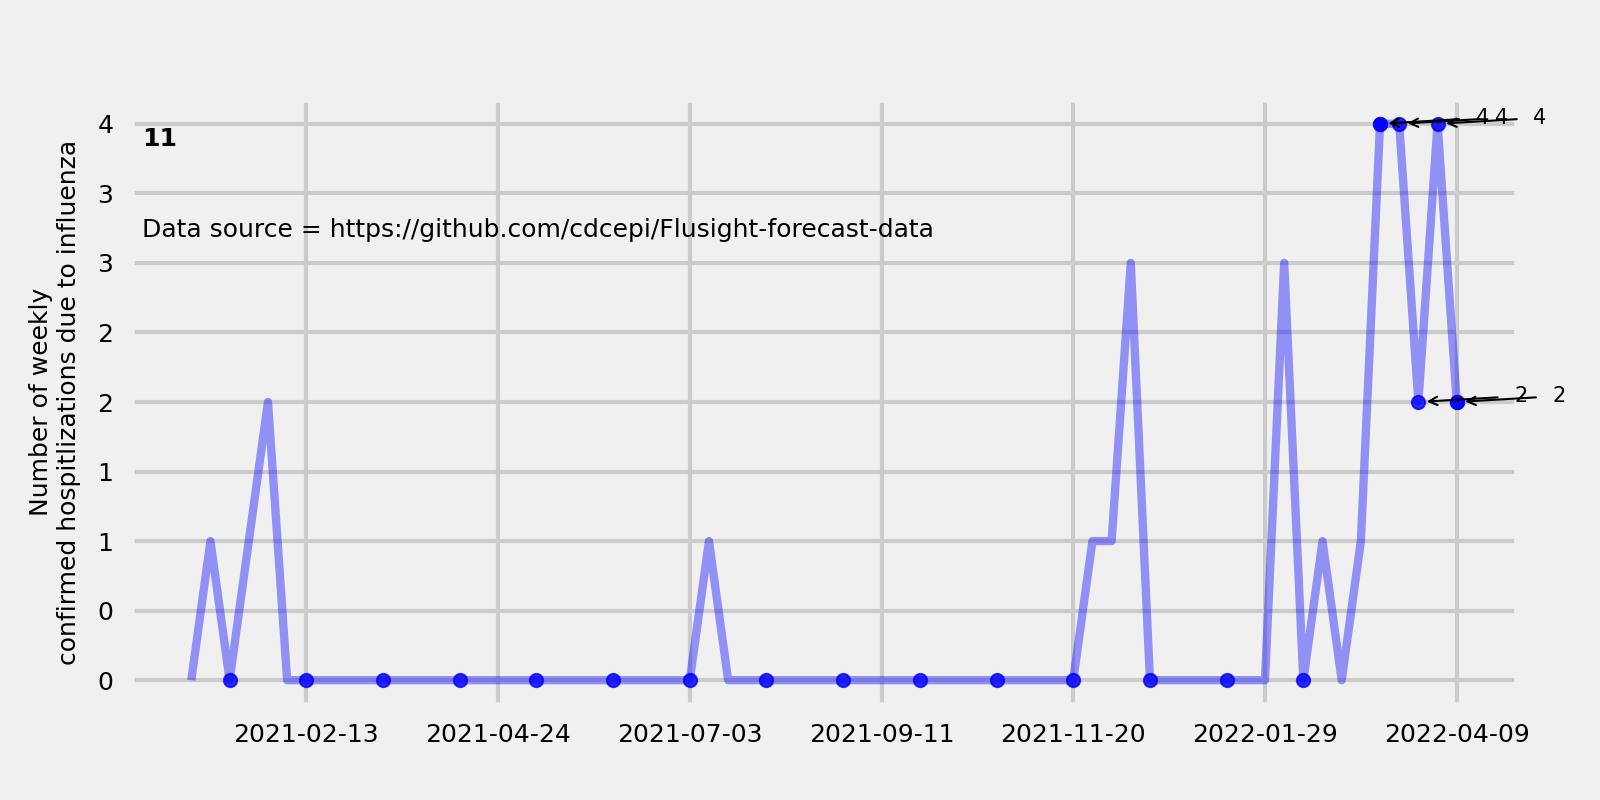 4
3
3
2
2
1
1
0
0
11
Data source = https://github.com/cdcepi/Flusight-forecast-data
4 4 4
2 2
Number of weekly
confirmed hospitlizations due to influenza
2021-02-13 2021-04-24 2021-07-03 2021-09-11 2021-11-20 2022-01-29 2022-04-09